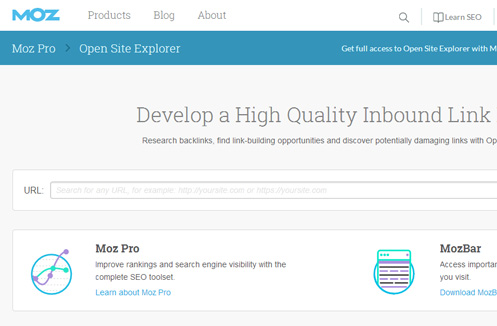 MOZ Products Blog About Learn SEO
Moz Pro > Open Site Explorer Get full access to Open Site Explorer with M
Develop a High Quality Inbound Link
Research backlinks, find link-building opportunities and discover potentially damaging links with Op
URL: Search for any URL, for example, http://yoursite.com or https://yoursite.com
Moz Pro
Improve rankings and search engine visibility with the
complete SEO toolset.
Learn about Moz Pro
MozBar
Access importan
you visit.
Download MozB